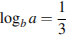 log_b a = 1/3